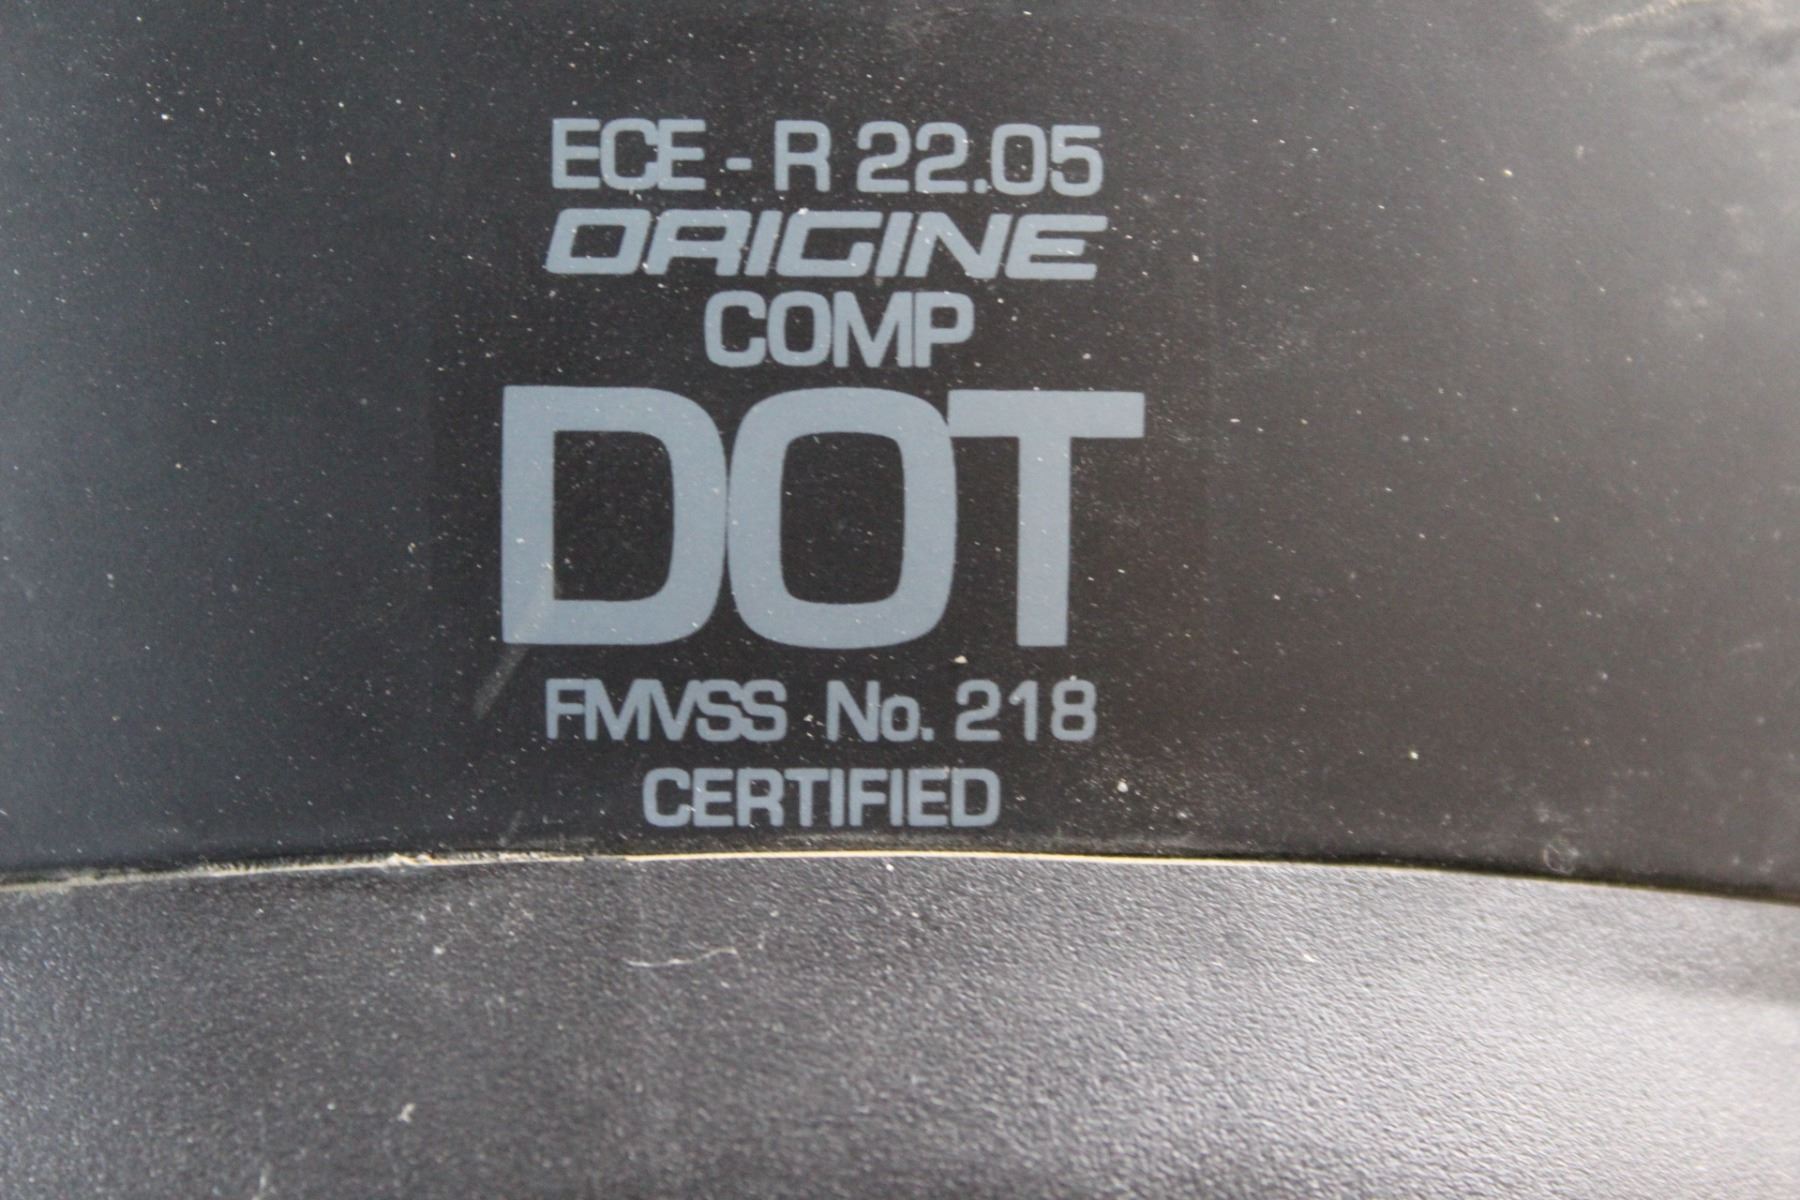 ECE - R 22.05
ORIGINE
COMP
DOT
FMVSS No. 218
CERTIFIED